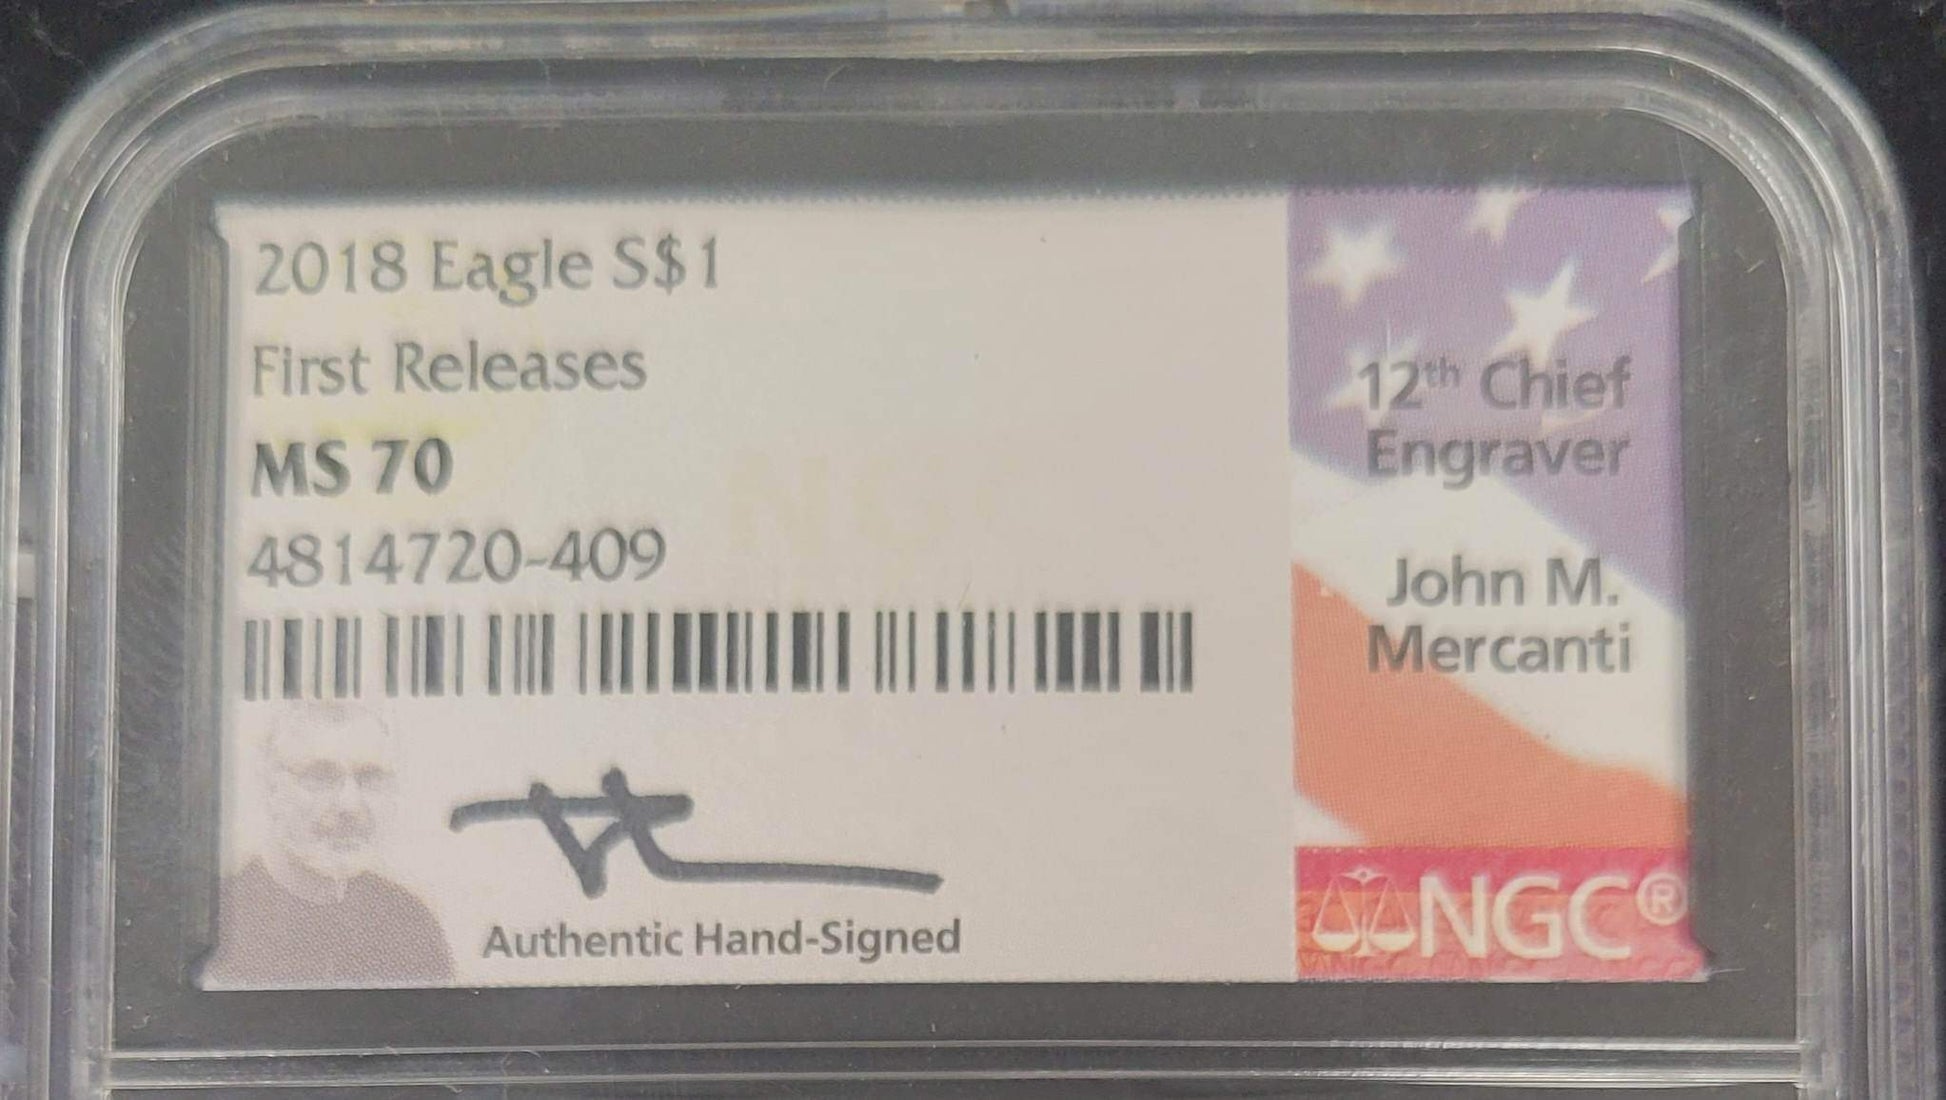 2018 Eagle S$1
First Releases
MS 70
4814720-409
Authentic Hand-Signed
12th Chief
Engraver
John M.
Mercanti
NGC®